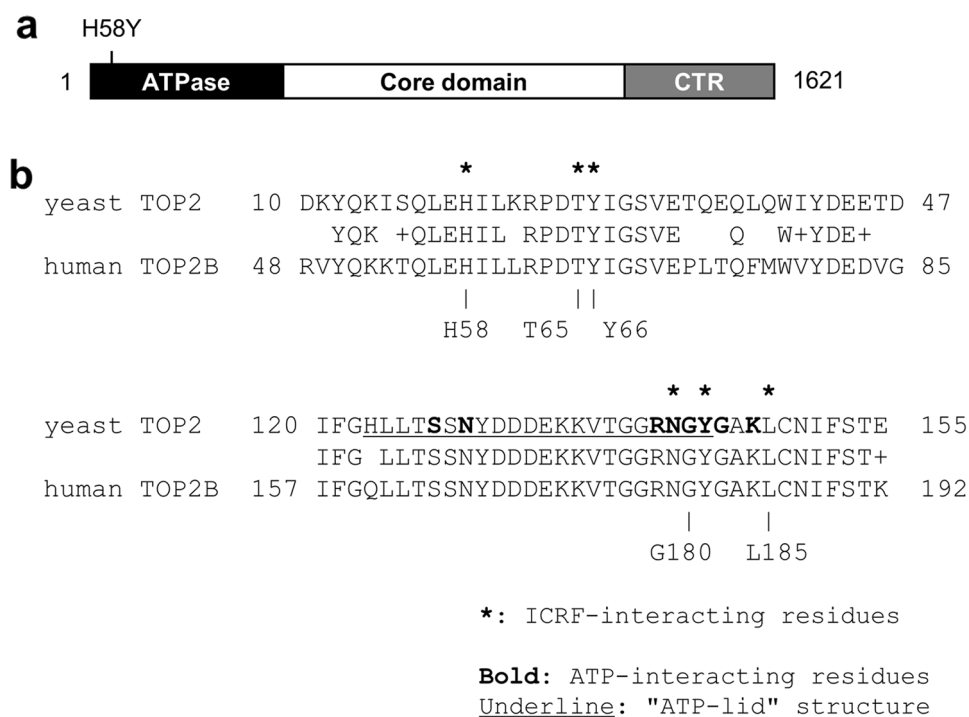 a
H58Y
1 ATPase Core domain CTR 1621
b
* **
yeast TOP2 10 DKYQKISQLEHILKRPDTYIGSVETQEQLQWIYDEETD 47
YQK +QLEHIL RPDTYIGSVE Q W+YDE+
human TOP2B 48 RVYQKKTQLEHILLRPDTYIGSVEPLTQFMWVYDEDVG 85
| ||
H58 T65 Y66
* * *
yeast TOP2 120 IFGHLLTSSNYDDDEKKVTGGRNGYGAKLCNIFSTE 155
IFG LLTSSNYDDDEKKVTGGRNGYGAKLCNIFST+
human TOP2B 157 IFGQLLTSSNYDDDEKKVTGGRNGYGAKLCNIFSTK 192
| |
G180 L185
*: ICRF-interacting residues
Bold: ATP-interacting residues
Underline: "ATP-lid" structure